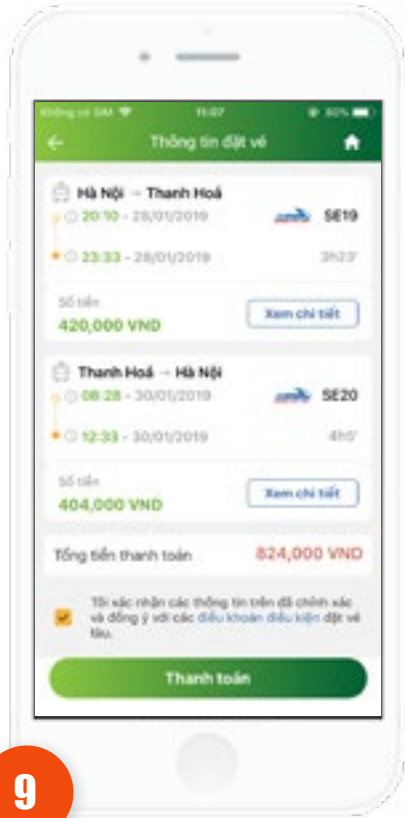 Không có SIM 11:07 80%
Thông tin đặt vé
Hà Nội → Thanh Hoá
20:10 - 28/01/2019 SE19
23:33 - 28/01/2019 3h23'
Số tiền
420,000 VND Xem chi tiết
Thanh Hoá → Hà Nội
08:28 - 30/01/2019 SE20
12:33 - 30/01/2019 4h5'
Số tiền
404,000 VND Xem chi tiết
Tổng tiền thanh toán 824,000 VND
Tôi xác nhận các thông tin trên đã chính xác
và đồng ý với các điều khoản điều kiện đặt vé
tàu.
Thanh toán
9